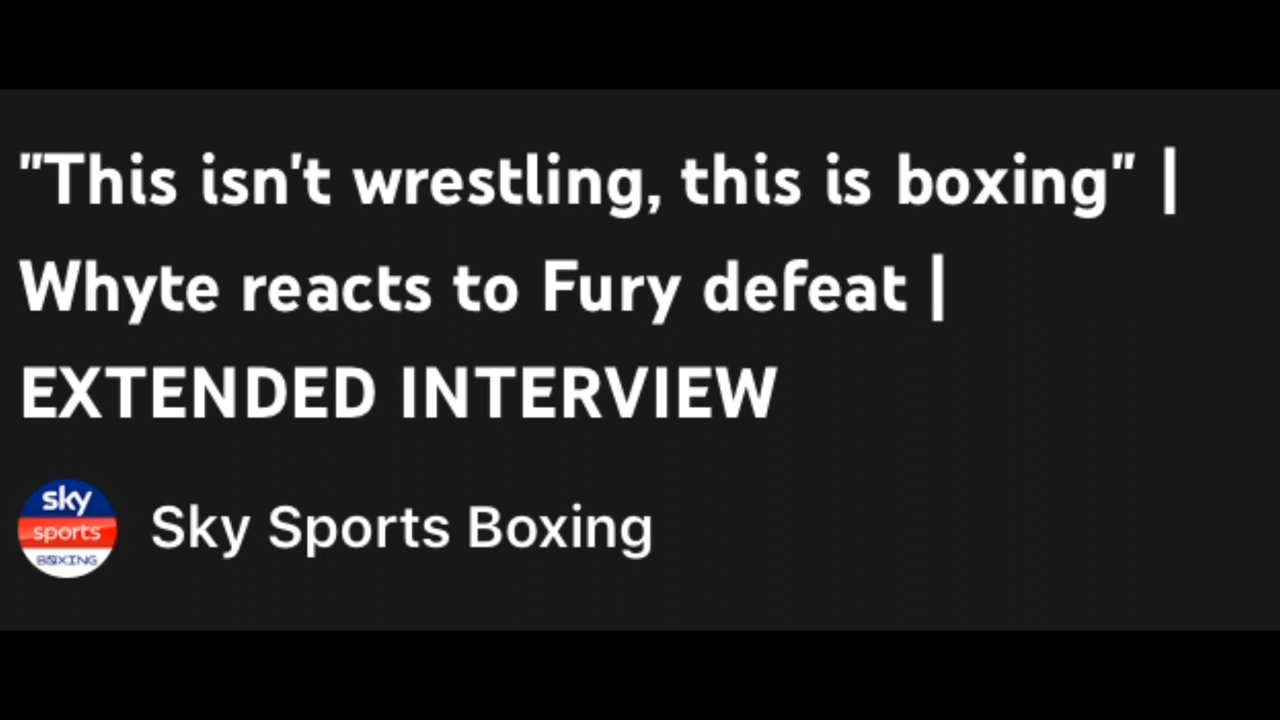 "This isn't wrestling, this is boxing" |
Whyte reacts to Fury defeat |
EXTENDED INTERVIEW
sky
sports
BOXING
Sky Sports Boxing